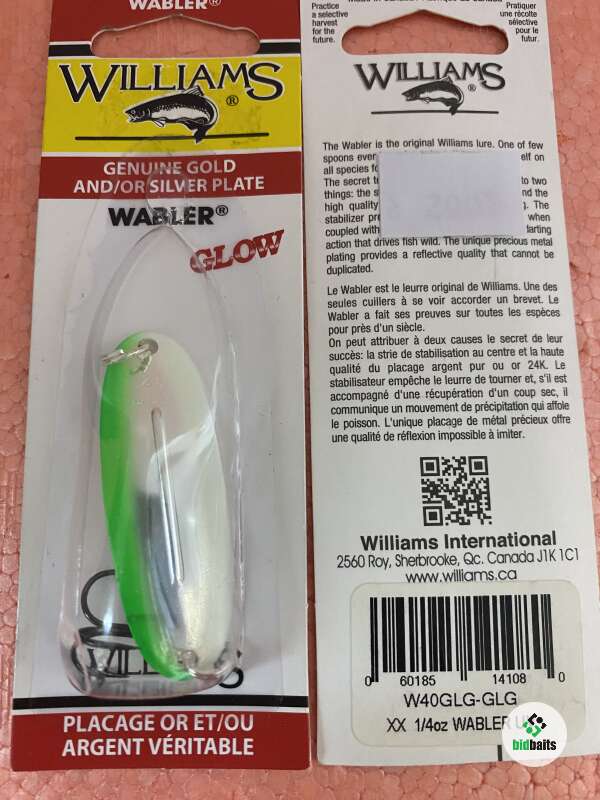 WABLER®
WILLIAMS®
GENUINE GOLD
AND/OR SILVER PLATE
WABLER®
GLOW
WILLIAMS
PLACAGE OR ET/OU
ARGENT VÉRITABLE
Practice
a selective
harvest
for the
future.
Pratiquer
une récolte
sélective
pour le
futur.
WILLIAMS®
The Wabler is the original Williams lure. One of few
spoons ever elf on
all species
The secret to two
things: the nd the
high quality The
stabilizer when
coupled with darting
action that drives fish wild. The unique precious metal
plating provides a reflective quality that cannot be
duplicated.
Le Wabler est le leurre original de Williams. Une des
seules cuillers à se voir accorder un brevet. Le
Wabler a fait ses preuves sur toutes les espèces
pour près d'un siècle.
On peut attribuer à deux causes le secret de leur
succès: la strie de stabilisation au centre et la haute
qualité du placage argent pur ou or 24K. Le
stabilisateur empêche le leurre de tourner et, s'il est
accompagné d'une récupération d'un coup sec, il
communique un mouvement de précipitation qui affole
le poisson. L'unique placage de métal précieux offre
une qualité de réflexion impossible à imiter.
Williams International
2560 Roy, Sherbrooke, Qc. Canada J1K 1C1
www.williams.ca
0 60185 14108 0
W40GLG-GLG
XX 1/4oz WABLER
bidbaits